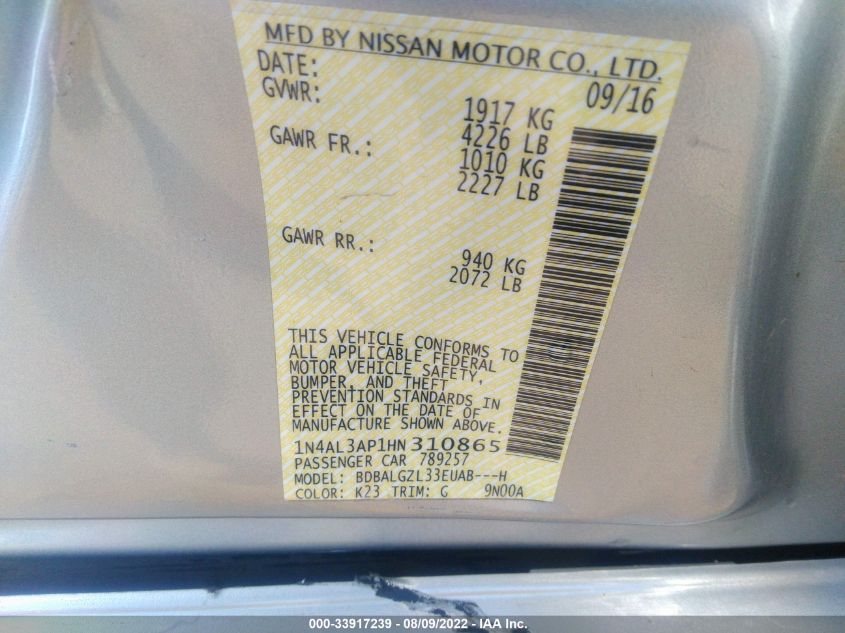 MFD BY NISSAN MOTOR CO., LTD.
DATE: 09/16
GVWR: 1917 KG
4226 LB
GAWR FR.: 1010 KG
2227 LB
GAWR RR.: 940 KG
2072 LB
THIS VEHICLE CONFORMS TO
ALL APPLICABLE FEDERAL
MOTOR VEHICLE SAFETY,
BUMPER, AND THEFT
PREVENTION STANDARDS IN
EFFECT ON THE DATE OF
MANUFACTURE SHOWN ABOVE.
1N4AL3AP1HN310865
PASSENGER CAR 789257
MODEL: BDBALGZL33EUAB---H
COLOR: K23 TRIM: G 9N00A
000-33917239 - 08/09/2022 - IAA Inc.